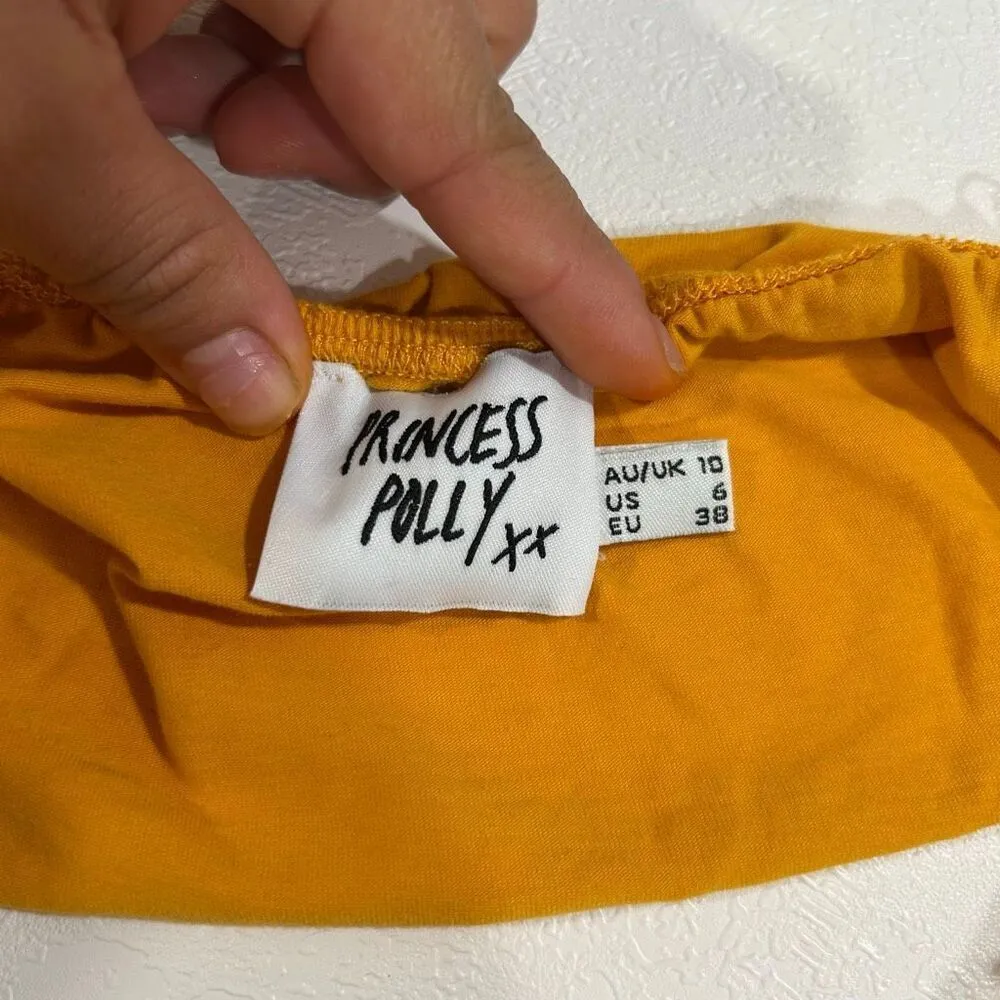 PRINCESS
POLLY xx
AU/UK 10
US 6
EU 38